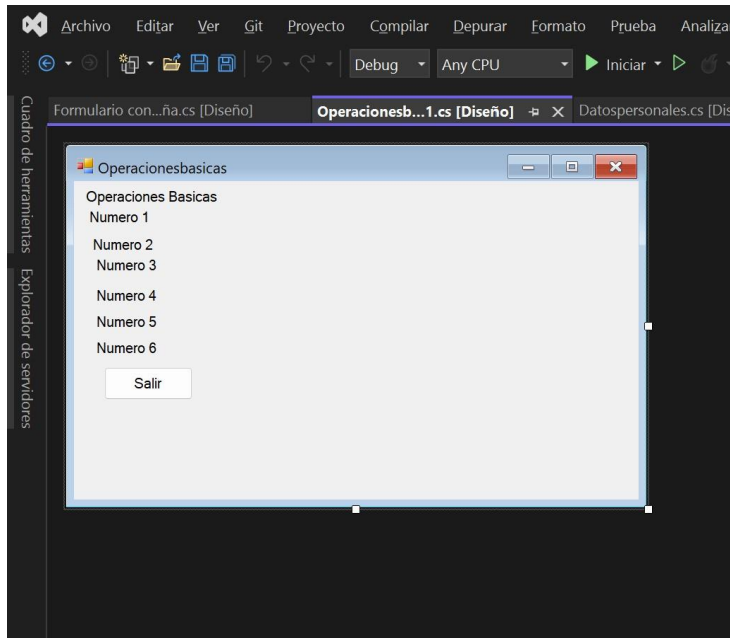 Archivo Editar Ver Git Proyecto Compilar Depurar Formato Prueba Analiza
Debug Any CPU Iniciar
Formulario con...ña.cs [Diseño] Operacionesb...1.cs [Diseño] Datospersonales.cs [Dis
Cuadro de herramientas
Explorador de servidores
Operacionesbasicas
Operaciones Basicas
Numero 1
Numero 2
Numero 3
Numero 4
Numero 5
Numero 6
Salir